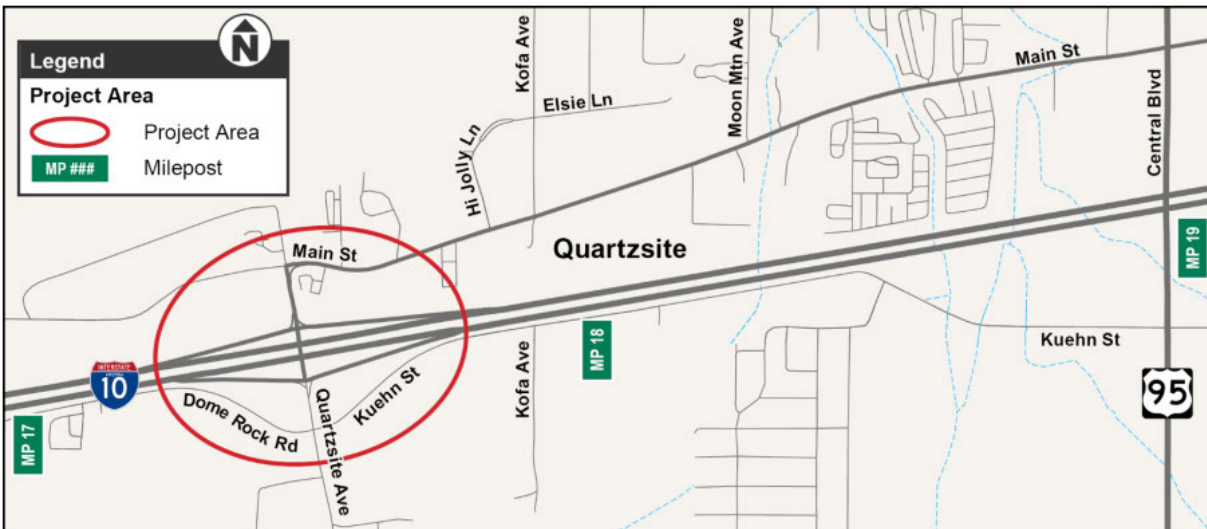 N
Legend
Project Area
Project Area
MP ###
Milepost
Kofa Ave
Elsie Ln
Hi Jolly Ln
Moon Mtn Ave
Main St
Central Blvd
Main St
Quartzsite
MP 19
INTERSTATE
ARIZONA
10
MP 17
Dome Rock Rd
Quartzsite Ave
Kuehn St
Kofa Ave
MP 18
Kuehn St
95